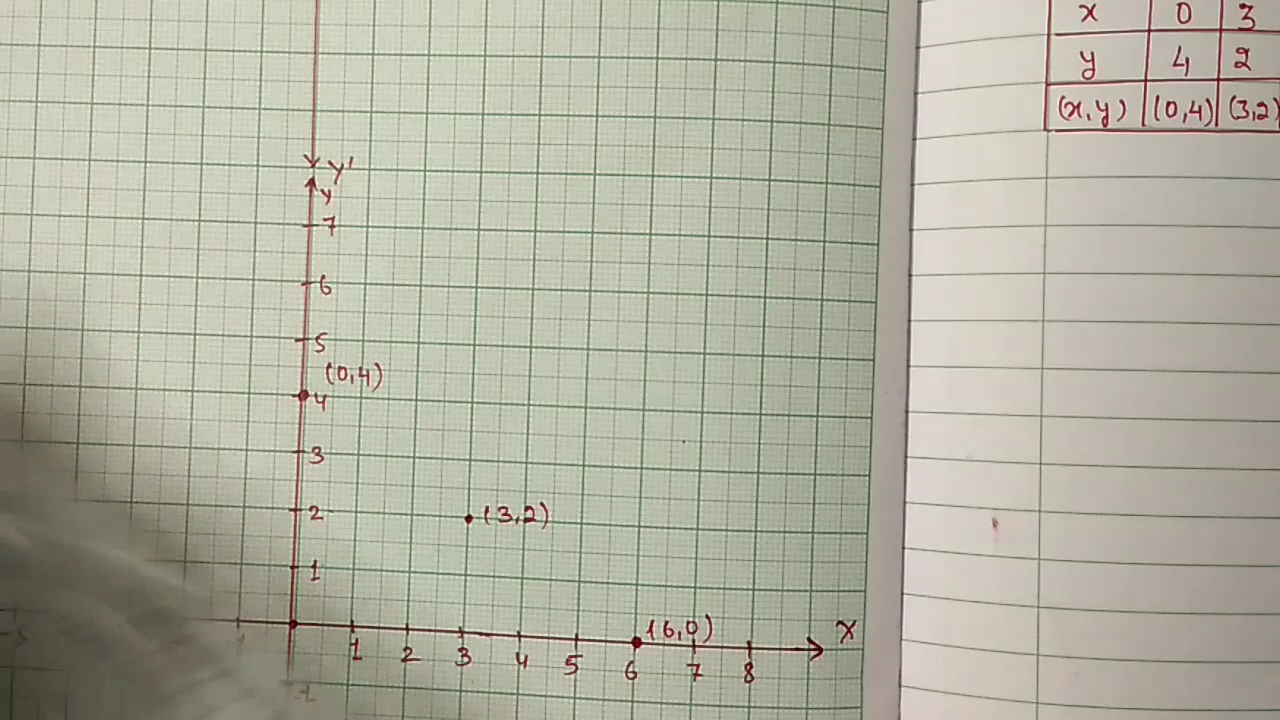 x 0 3
y 4 2
(x,y) (0,4) (3,2)
y'
y
7
6
5
(0,4)
4
3
2 (3,2)
1
(6,0) X
1 2 3 4 5 6 7 8
-1